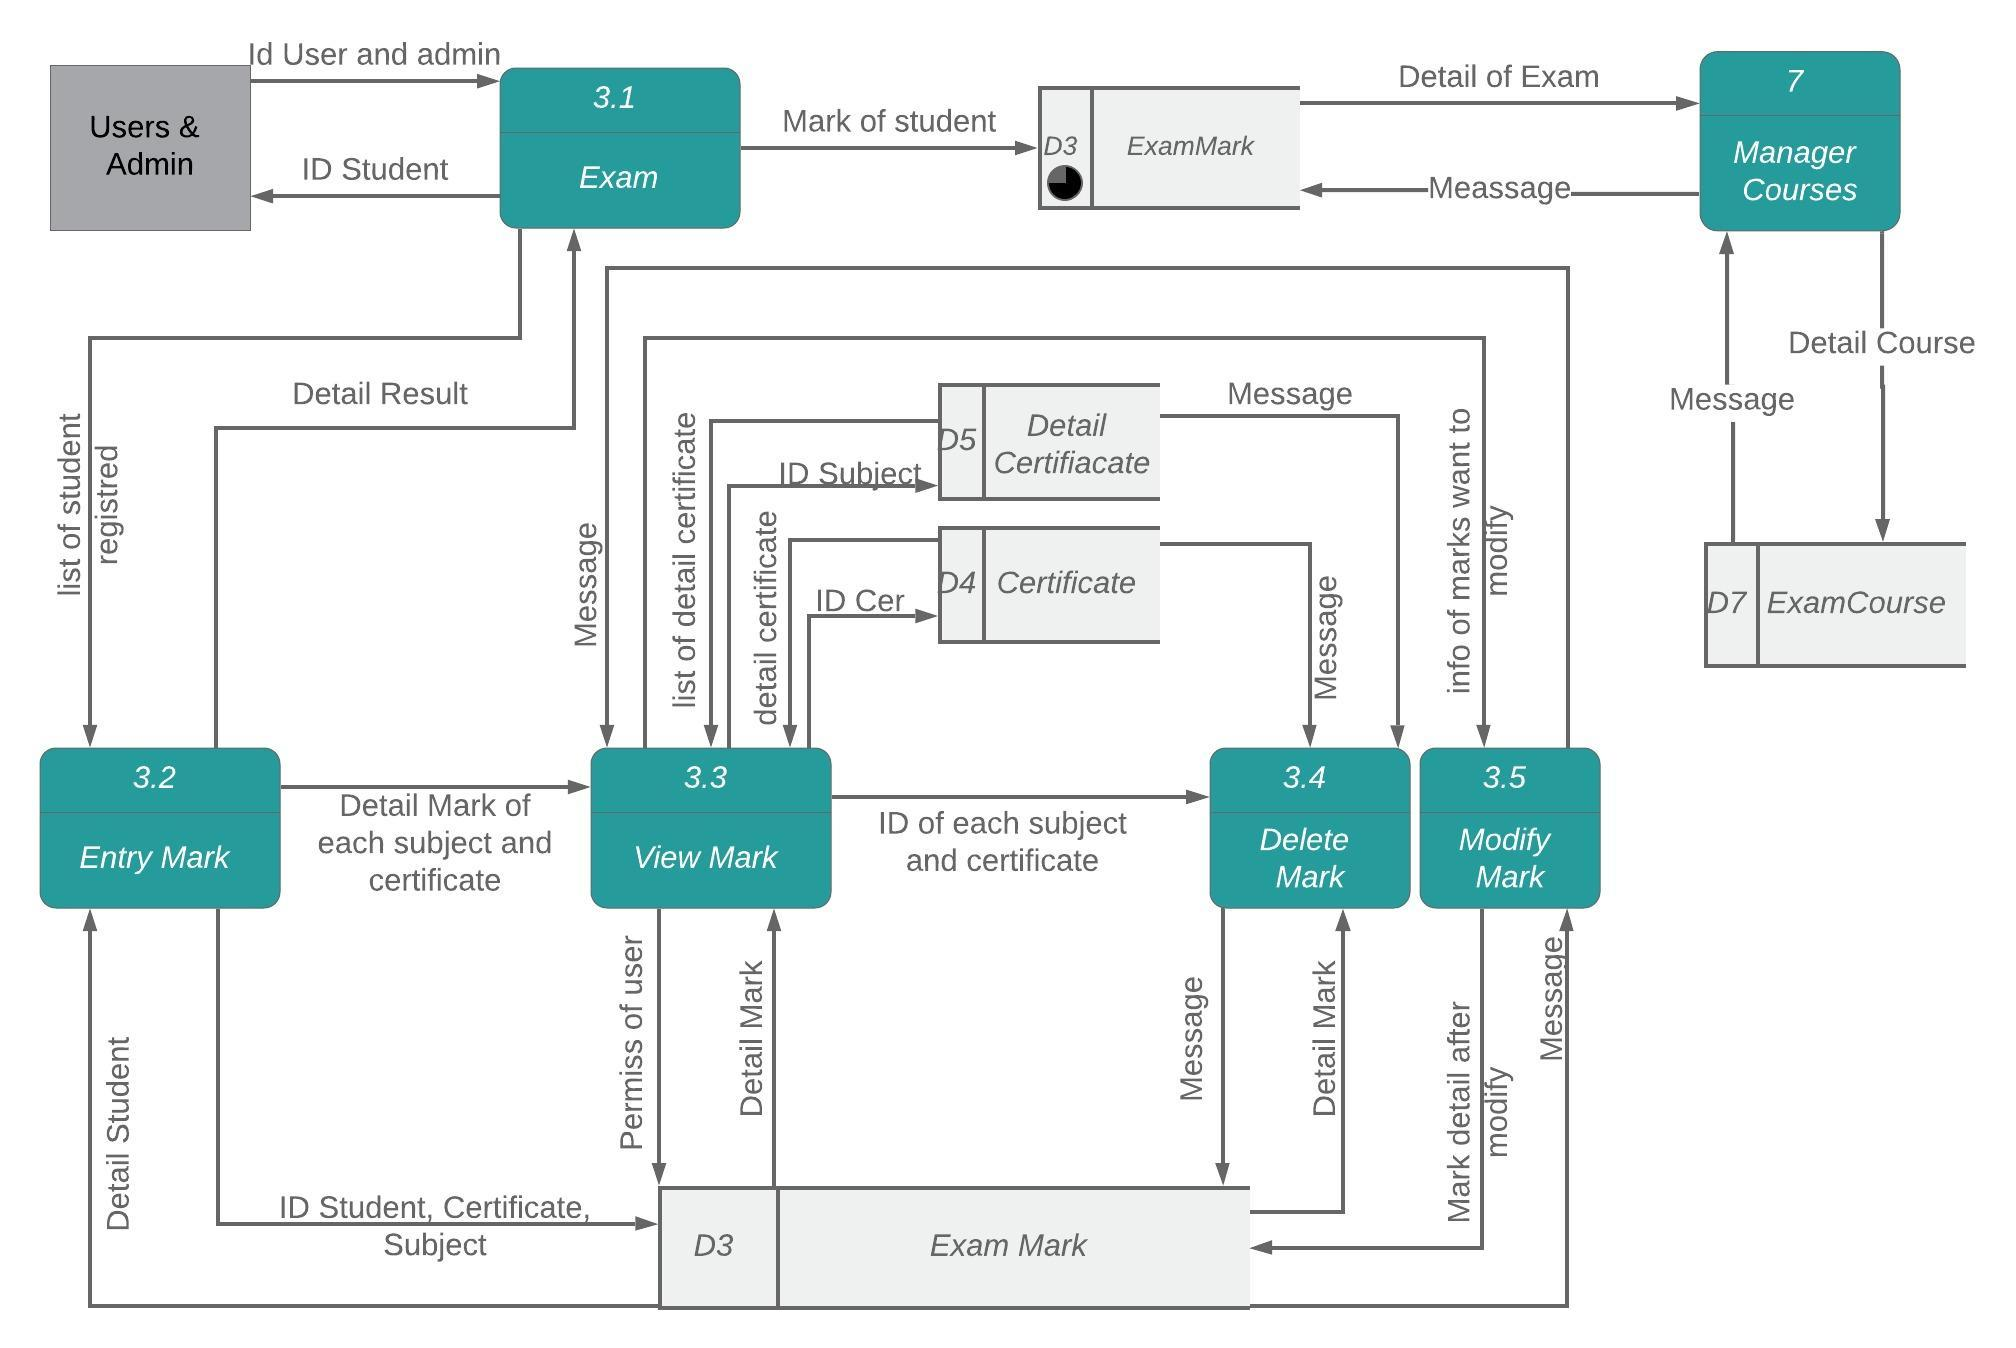 Id User and admin
Users &
Admin
ID Student
3.1
Exam
Mark of student
D3
ExamMark
Detail of Exam
Meassage
7
Manager
Courses
Detail Course
Message
D7
ExamCourse
list of student
registred
Detail Result
Message
list of detail certificate
ID Subject
detail certificate
ID Cer
D5
Detail
Certifiacate
D4
Certificate
Message
Message
info of marks want to
modify
3.2
Entry Mark
Detail Mark of
each subject and
certificate
3.3
View Mark
ID of each subject
and certificate
3.4
Delete
Mark
3.5
Modify
Mark
Detail Student
ID Student, Certificate,
Subject
Permiss of user
Detail Mark
Message
Detail Mark
Mark detail after
modify
Message
D3
Exam Mark